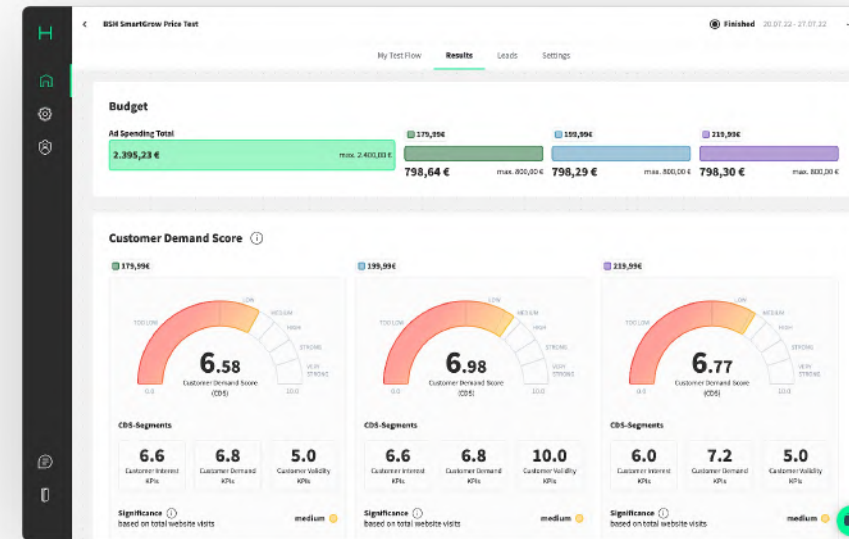 BSH SmartGrow Price Test
Finished 20.07.22 - 27.07.22
My Test Flow Results Leads Settings
Budget
Ad Spending Total
2.395,23 €
max. 2.400,00 €
179,99€
798,64 €
max. 800,00 €
199,99€
798,29 €
max. 800,00 €
219,99€
798,30 €
max. 800,00 €
Customer Demand Score
179,99€
TOO LOW
LOW
MEDIUM
HIGH
STRONG
VERY STRONG
6.58
Customer Demand Score
(CDS)
0.0
10.0
CDS-Segments
6.6
Customer Interest
KPIs
6.8
Customer Demand
KPIs
5.0
Customer Validity
KPIs
Significance
based on total website visits
medium
199,99€
TOO LOW
LOW
MEDIUM
HIGH
STRONG
VERY STRONG
6.98
Customer Demand Score
(CDS)
0.0
10.0
CDS-Segments
6.6
Customer Interest
KPIs
6.8
Customer Demand
KPIs
10.0
Customer Validity
KPIs
Significance
based on total website visits
medium
219,99€
TOO LOW
LOW
MEDIUM
HIGH
STRONG
VERY STRONG
6.77
Customer Demand Score
(CDS)
0.0
10.0
CDS-Segments
6.0
Customer Interest
KPIs
7.2
Customer Demand
KPIs
5.0
Customer Validity
KPIs
Significance
based on total website visits
medium